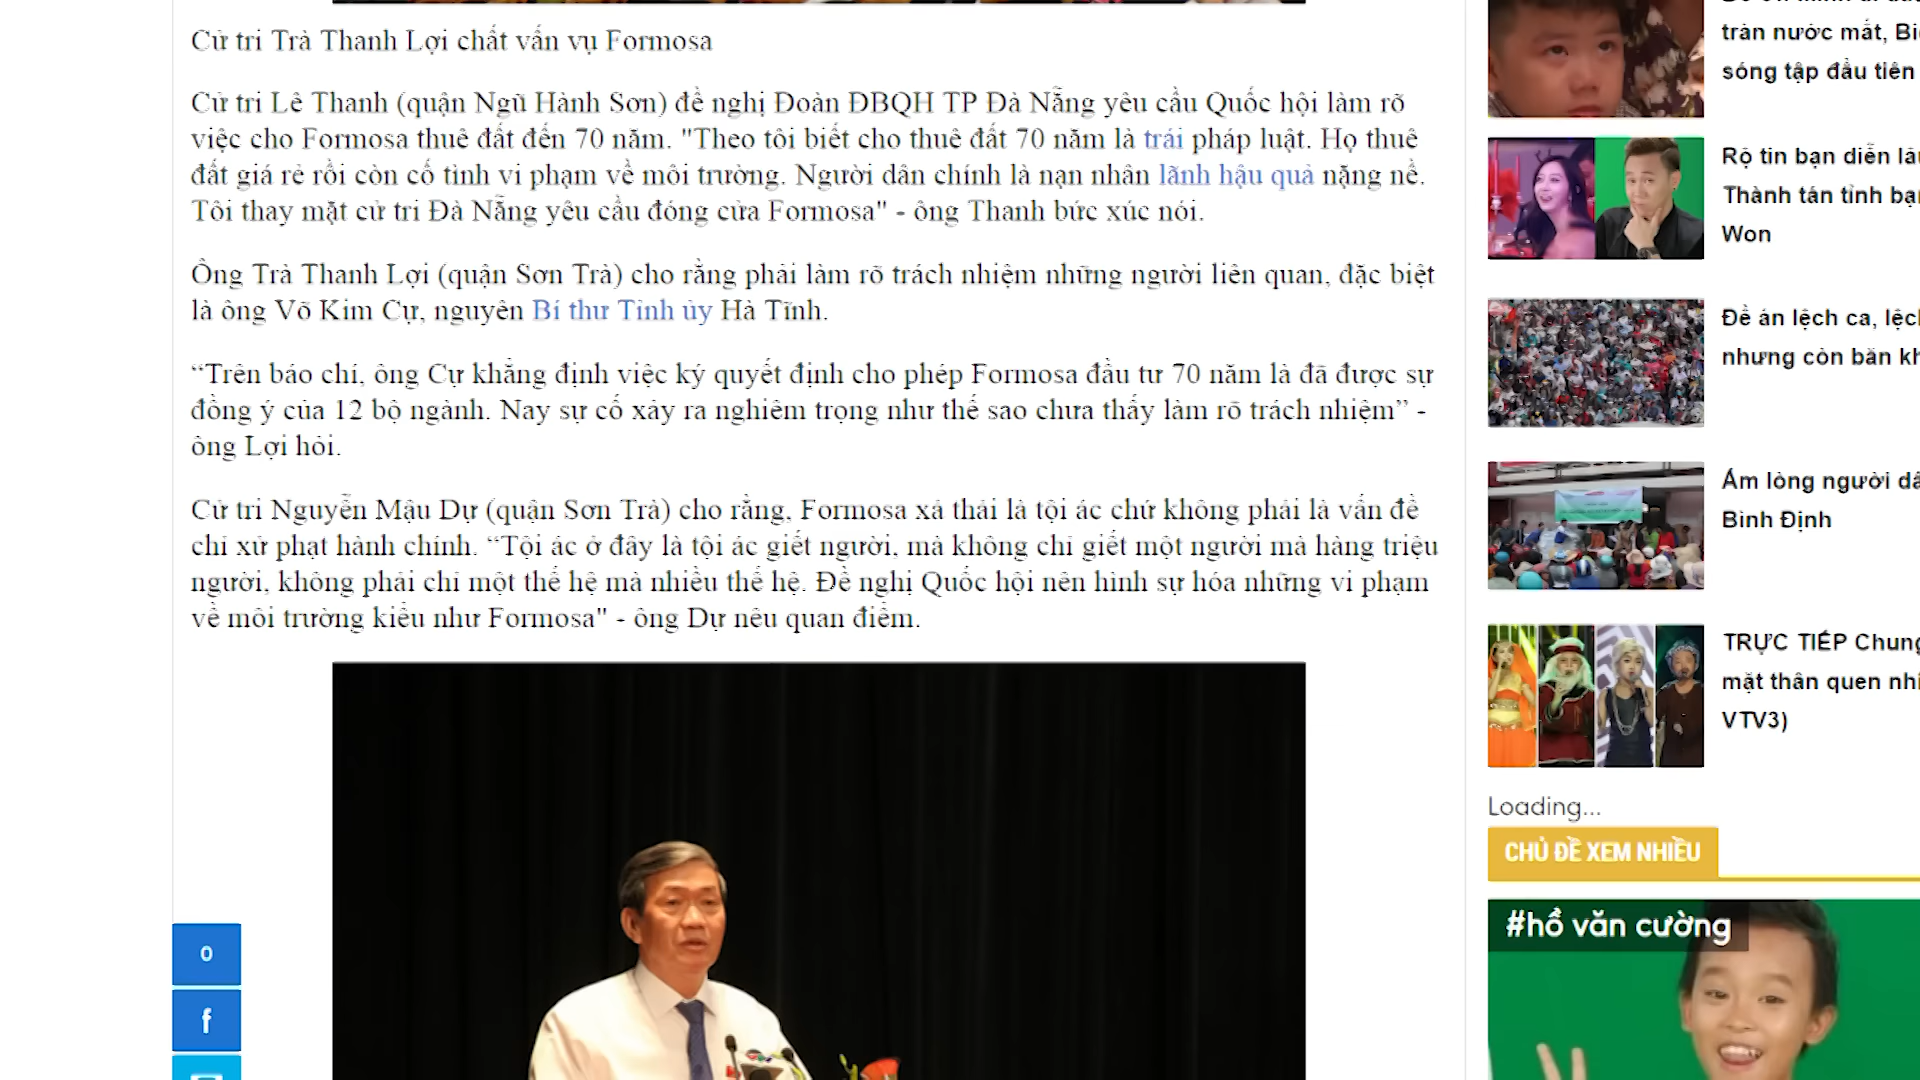 Cử tri Trà Thanh Lợi chất vấn vụ Formosa
Cử tri Lê Thanh (quận Ngũ Hành Sơn) đề nghị Đoàn ĐBQH TP Đà Nẵng yêu cầu Quốc hội làm rõ
việc cho Formosa thuê đất đến 70 năm. "Theo tôi biết cho thuê đất 70 năm là trái pháp luật. Họ thuê
đất giá rẻ rồi còn cố tình vi phạm về môi trường. Người dân chính là nạn nhân lãnh hậu quả nặng nề.
Tôi thay mặt cử tri Đà Nẵng yêu cầu đóng cửa Formosa" - ông Thanh bức xúc nói.
Ông Trà Thanh Lợi (quận Sơn Trà) cho rằng phải làm rõ trách nhiệm những người liên quan, đặc biệt
là ông Võ Kim Cự, nguyên Bí thư Tỉnh ủy Hà Tĩnh.
“Trên báo chí, ông Cự khẳng định việc ký quyết định cho phép Formosa đầu tư 70 năm là đã được sự
đồng ý của 12 bộ ngành. Nay sự cố xảy ra nghiêm trọng như thế sao chưa thấy làm rõ trách nhiệm” -
ông Lợi hỏi.
Cử tri Nguyễn Mậu Dự (quận Sơn Trà) cho rằng, Formosa xả thải là tội ác chứ không phải là vấn đề
chỉ xử phạt hành chính. “Tội ác ở đây là tội ác giết người, mà không chỉ giết một người mà hàng triệu
người, không phải chỉ một thế hệ mà nhiều thế hệ. Đề nghị Quốc hội nên hình sự hóa những vi phạm
về môi trường kiểu như Formosa" - ông Dự nêu quan điểm.
0
f
tràn nước mắt,
sóng tập đầu tiên
Rộ tin bạn diễn
Thành tán tỉnh
Won
Đề án lệch ca,
nhưng còn băn
Ấm lòng người
Bình Định
TRỰC TIẾP
mặt thân quen
VTV3)
Loading...
CHỦ ĐỀ XEM NHIỀU
#hồ văn cường